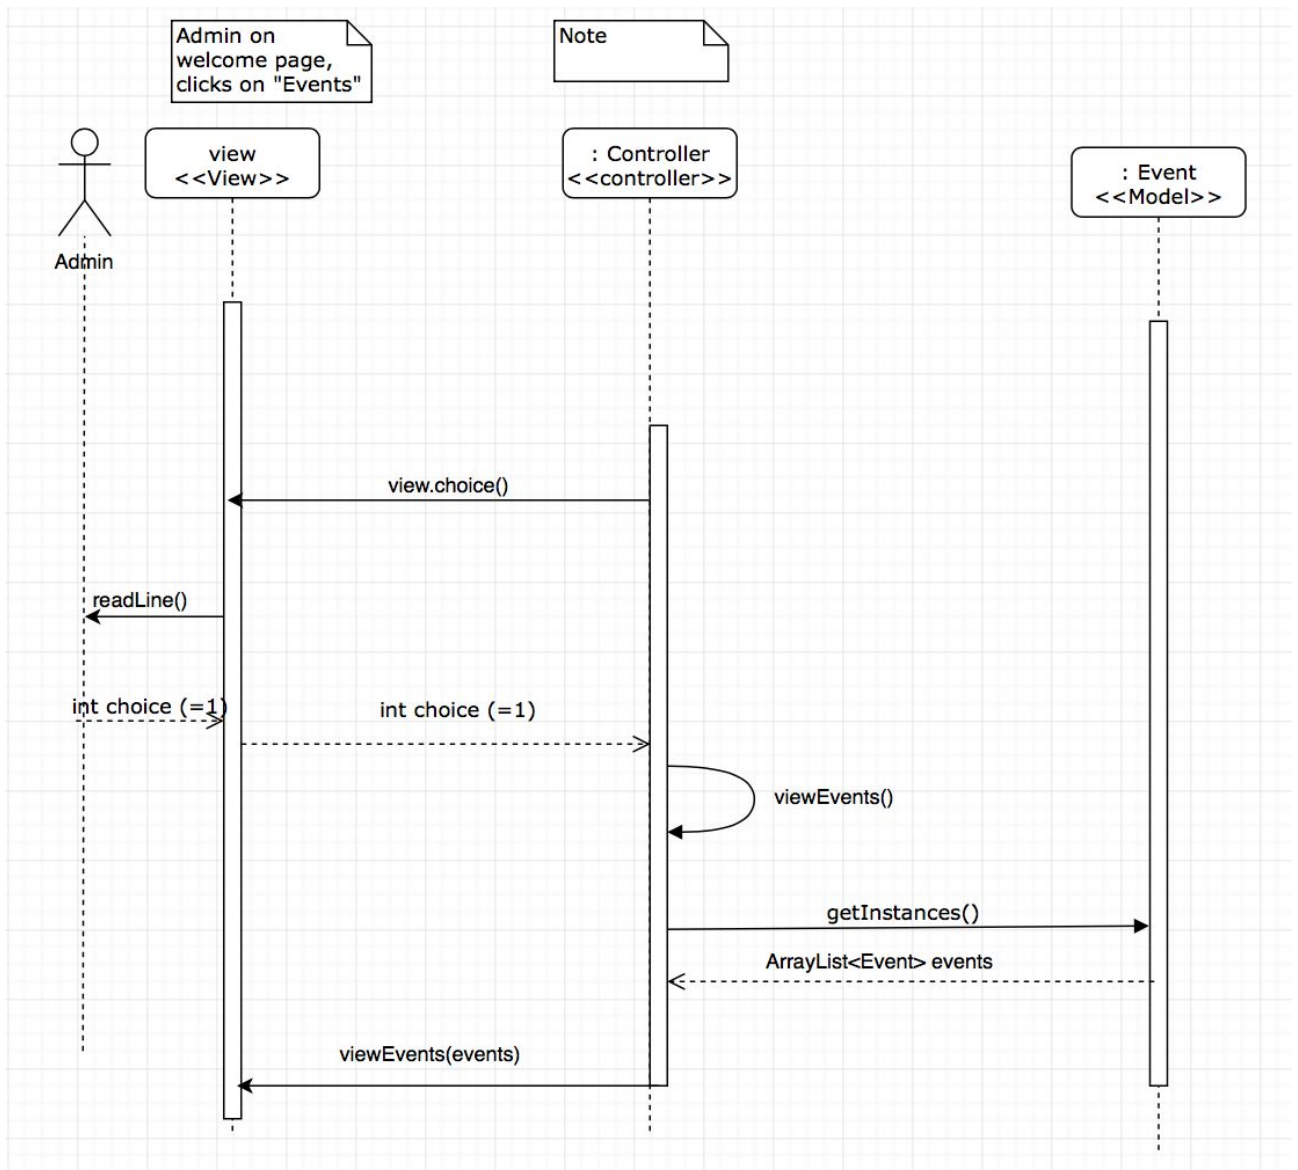 Admin on
welcome page,
clicks on "Events"
Note
view
<<View>>
: Controller
<<controller>>
: Event
<<Model>>
Admin
view.choice()
readLine()
int choice (=1)
int choice (=1)
viewEvents()
getInstances()
ArrayList<Event> events
viewEvents(events)